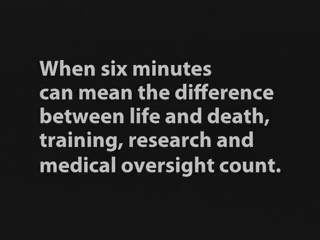 When six minutes
can mean the difference
between life and death,
training, research and
medical oversight count.